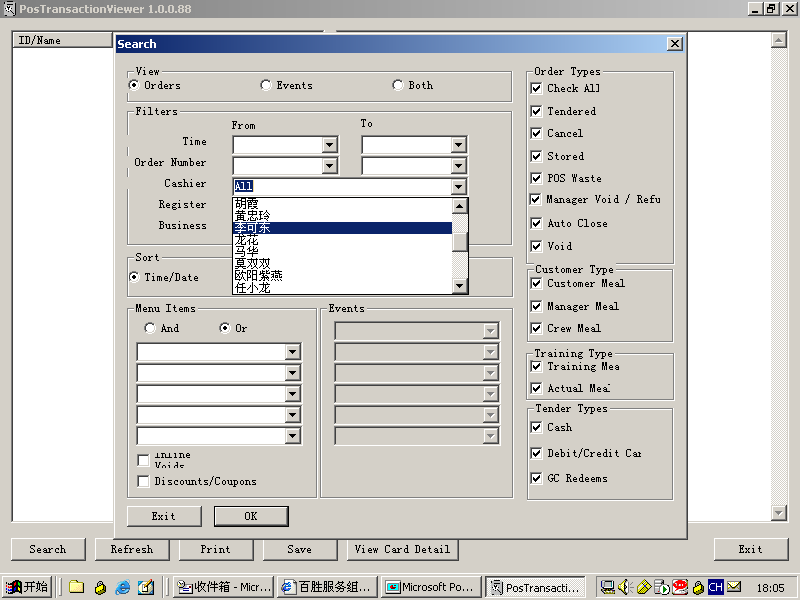 PosTransactionViewer 1.0.0.88
ID/Name
Search
View
Orders
Events
Both
Filters
From
To
Time
Order Number
Cashier
All
Register
Business
胡霞
黄忠玲
李可东
龙花
马华
莫双双
欧阳紫燕
任小龙
Sort
Time/Date
Menu Items
And
Or
Inline
Voids
Discounts/Coupons
Events
Order Types
Check All
Tendered
Cancel
Stored
POS Waste
Manager Void / Refu
Auto Close
Void
Customer Type
Customer Meal
Manager Meal
Crew Meal
Training Type
Training Mea
Actual Meal
Tender Types
Cash
Debit/Credit Car
GC Redeems
Exit
OK
Search
Refresh
Print
Save
View Card Detail
Exit
开始
收件箱 - Micr...
百胜服务组...
Microsoft Po...
PosTransacti...
CH
18:05